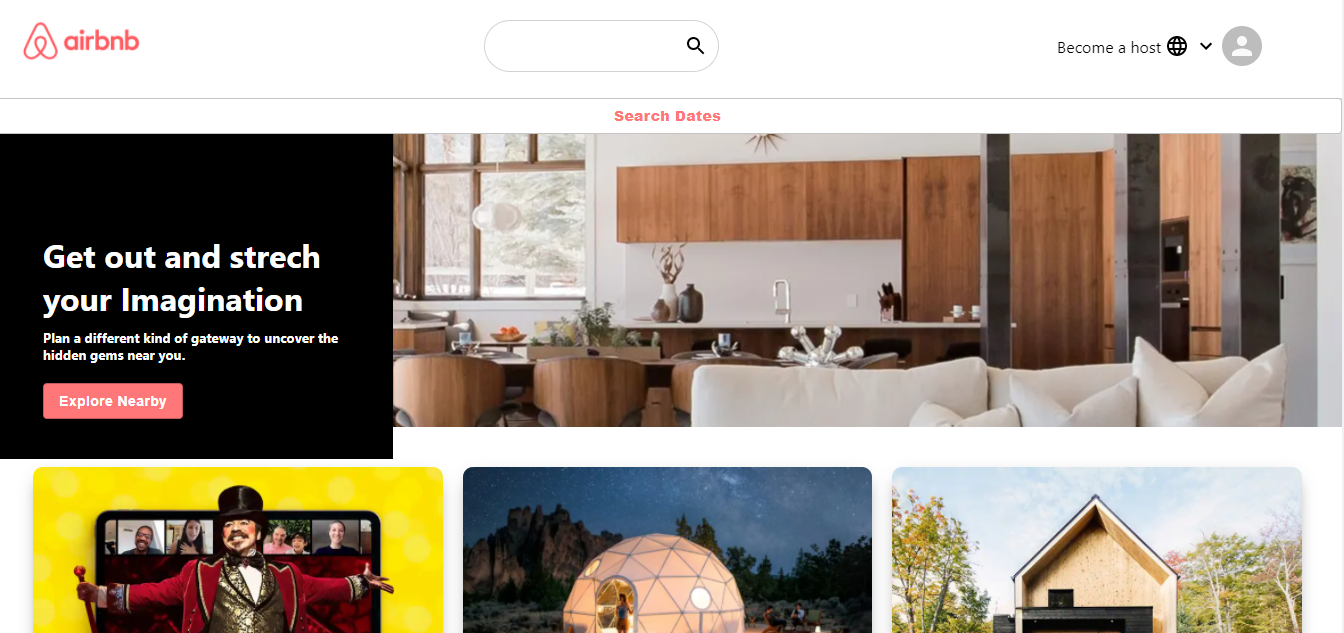 airbnb
Become a host
Search Dates
Get out and strech
your Imagination
Plan a different kind of gateway to uncover the
hidden gems near you.
Explore Nearby